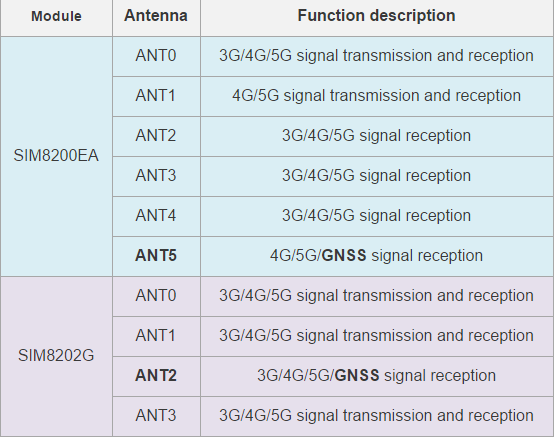 Module Antenna Function description
ANT0 3G/4G/5G signal transmission and reception
ANT1 4G/5G signal transmission and reception
ANT2 3G/4G/5G signal reception
SIM8200EA
ANT3 3G/4G/5G signal reception
ANT4 3G/4G/5G signal reception
ANT5 4G/5G/GNSS signal reception
ANT0 3G/4G/5G signal transmission and reception
ANT1 3G/4G/5G signal transmission and reception
SIM8202G
ANT2 3G/4G/5G/GNSS signal reception
ANT3 3G/4G/5G signal transmission and reception